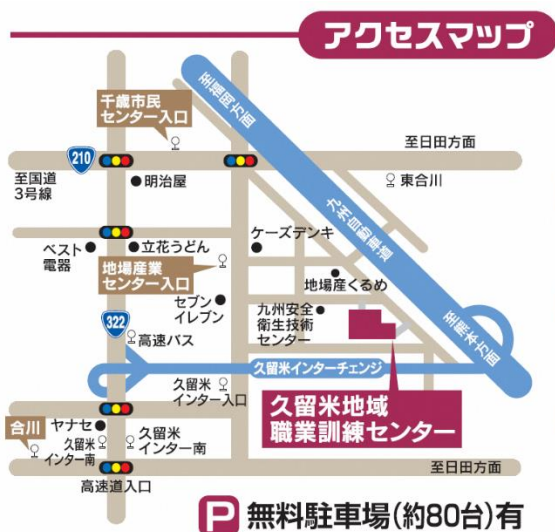 アクセスマップ
千歳市民
センター入口
至福岡方面
210
至日田方面
至国道
3号線
明治屋
東合川
九州自動車道
ベスト
電器
立花うどん
ケーズデンキ
地場産業
センター入口
地場産くるめ
セブン
イレブン
九州安全
衛生技術
センター
322
高速バス
至熊本方面
久留米インターチェンジ
久留米
インター入口
久留米地域
職業訓練センター
合川
ヤナセ
久留米
インター南
久留米
インター南
高速道入口
至日田方面
P 無料駐車場(約80台)有